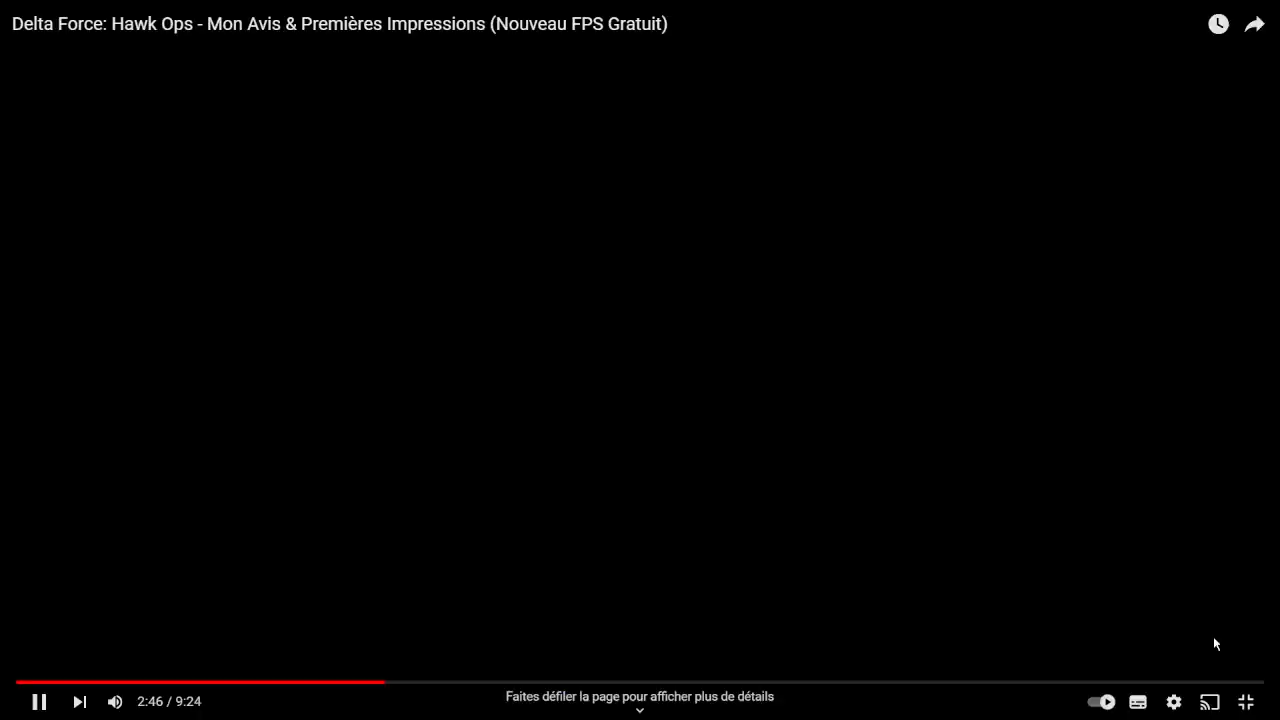 Delta Force: Hawk Ops - Mon Avis & Premières Impressions (Nouveau FPS Gratuit)
2:46 / 9:24
Faites défiler la page pour afficher plus de détails